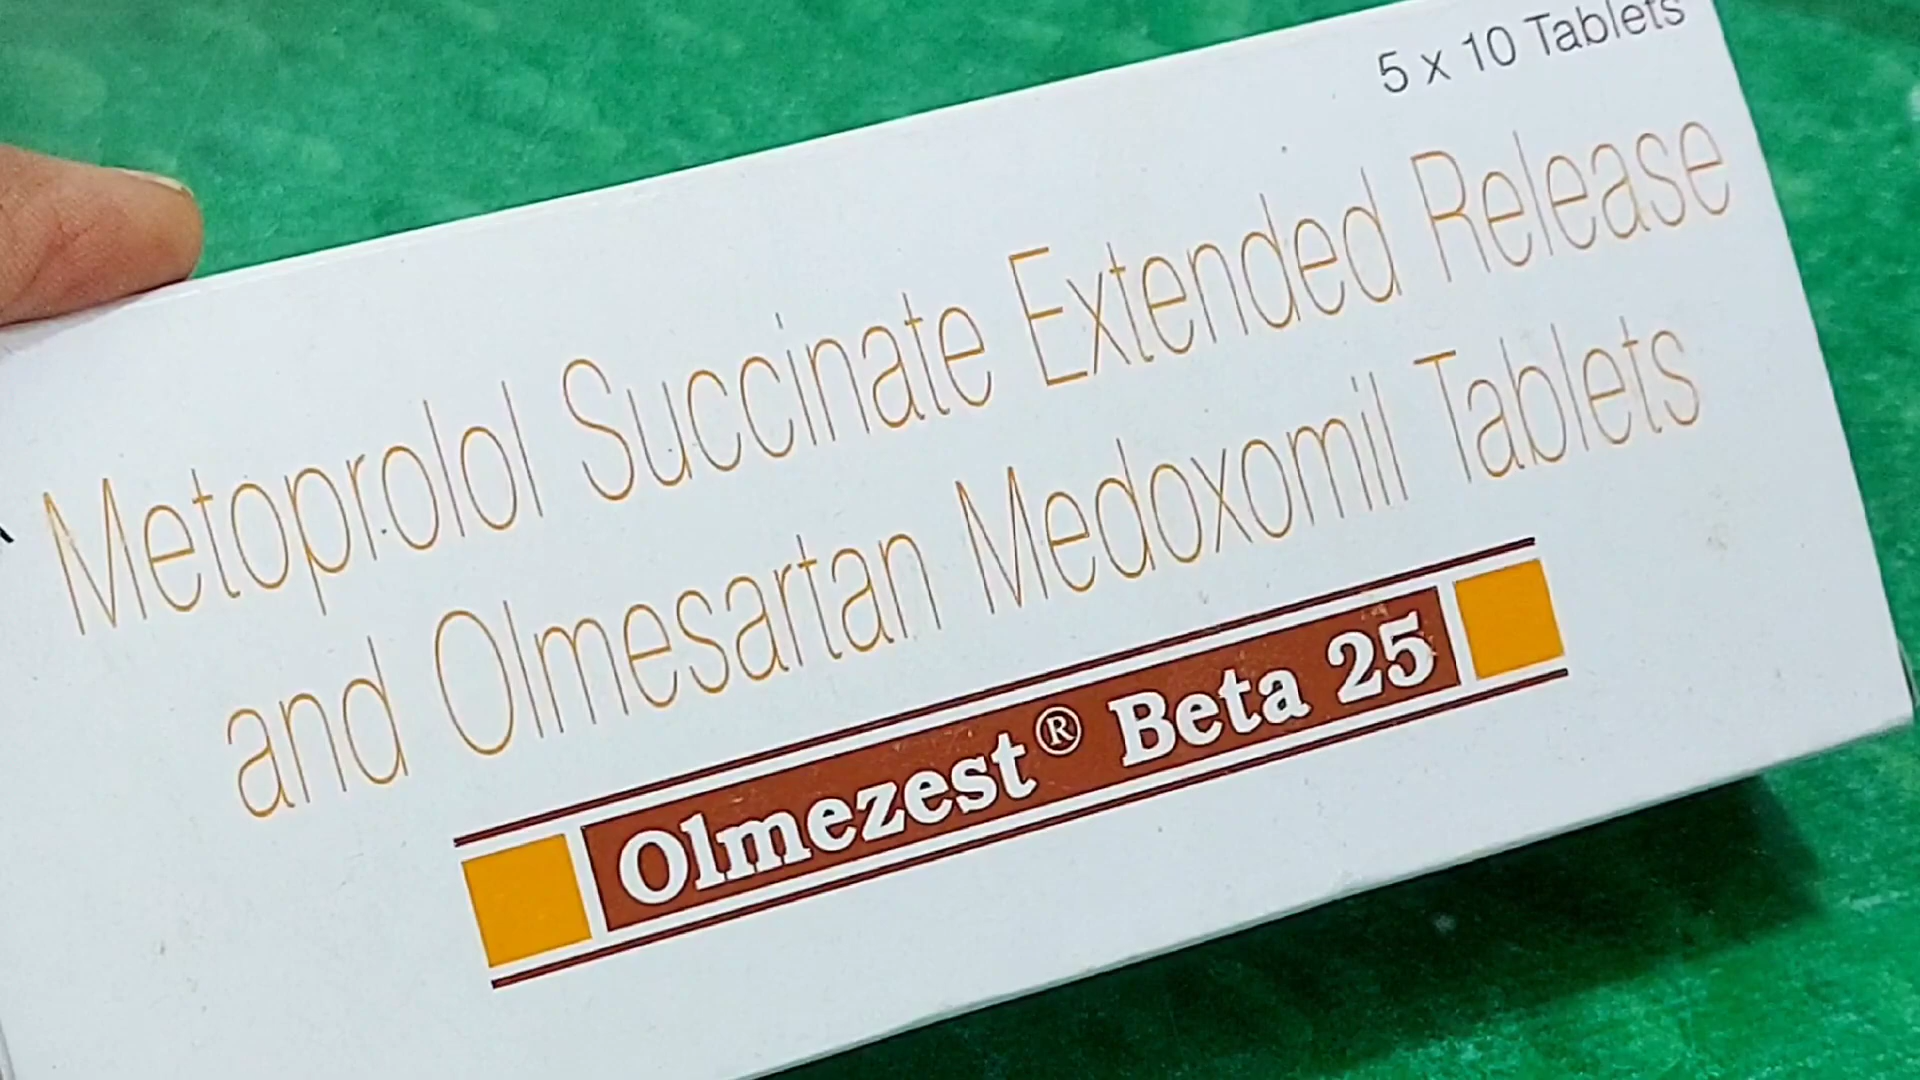 5 x 10 Tablets
Metoprolol Succinate Extended Release
and Olmesartan Medoxomil Tablets
Olmezest® Beta 25